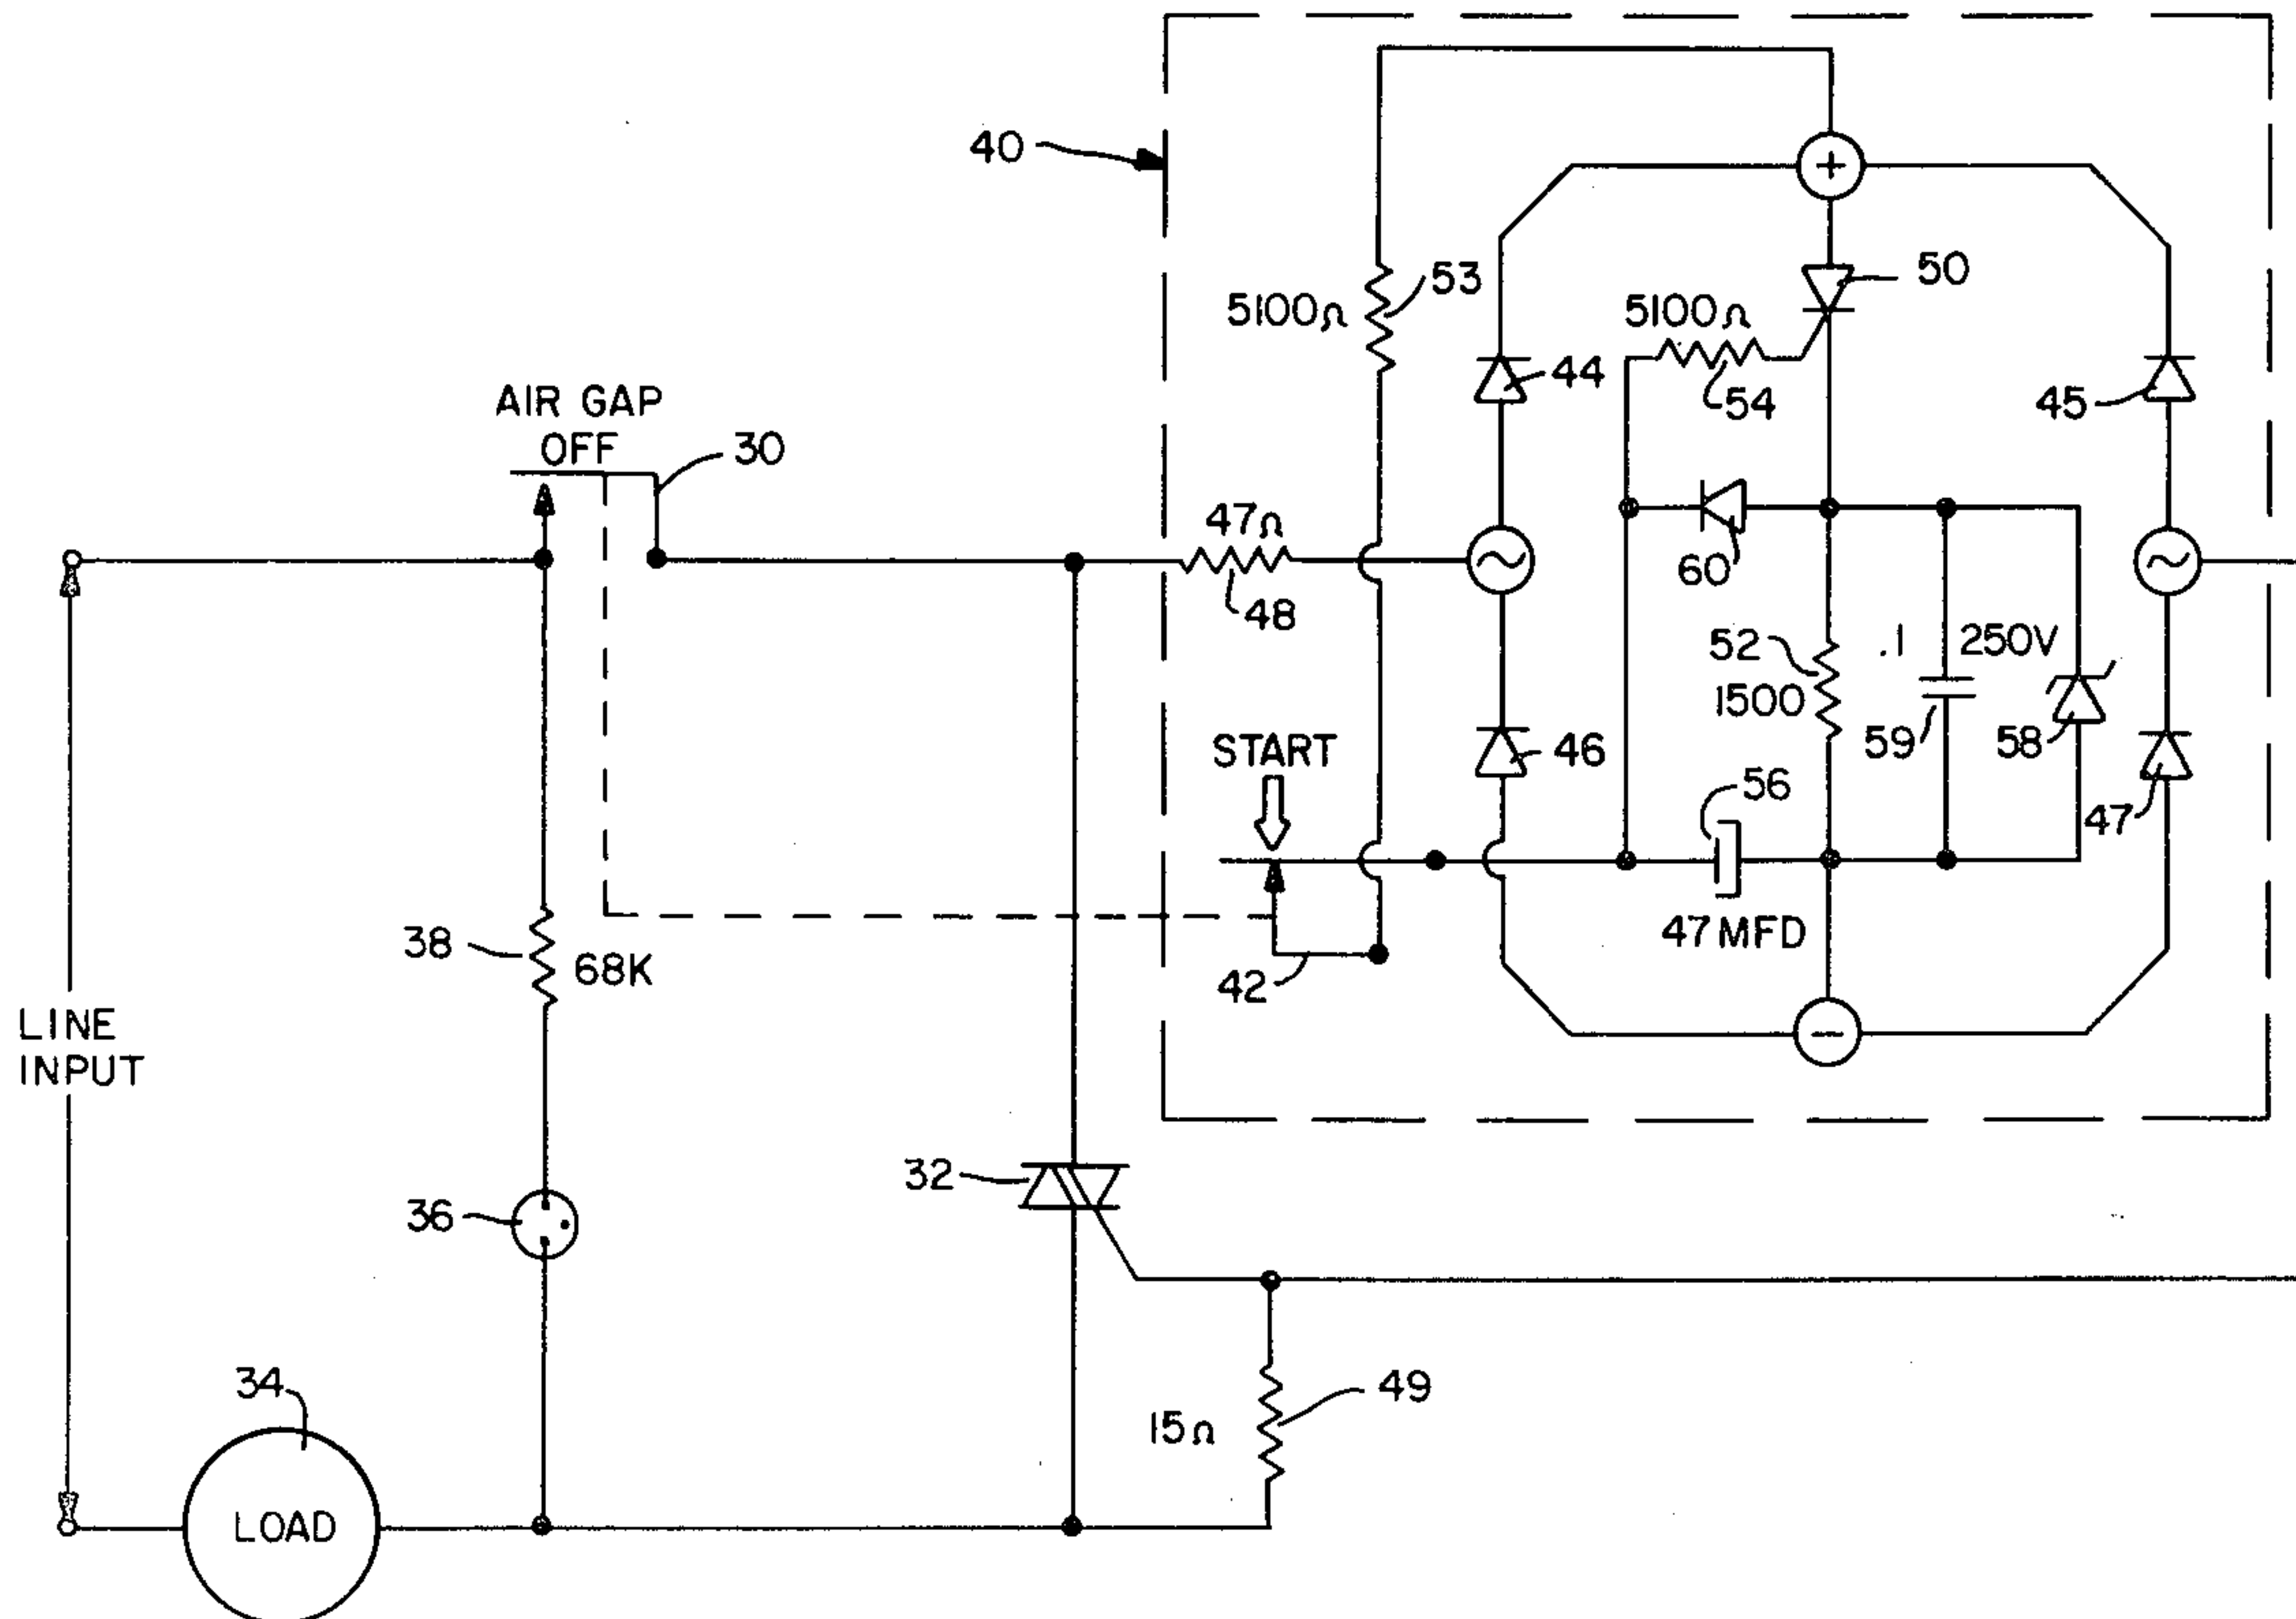 40
+
53
5100Ω
50
5100Ω
54
44
45
AIR GAP
OFF
30
47Ω
48
~
60
~
52
1500
.1
250V
59
58
START
46
56
47
42
47 MFD
−
38
68K
LINE
INPUT
32
36
34
49
15Ω
LOAD